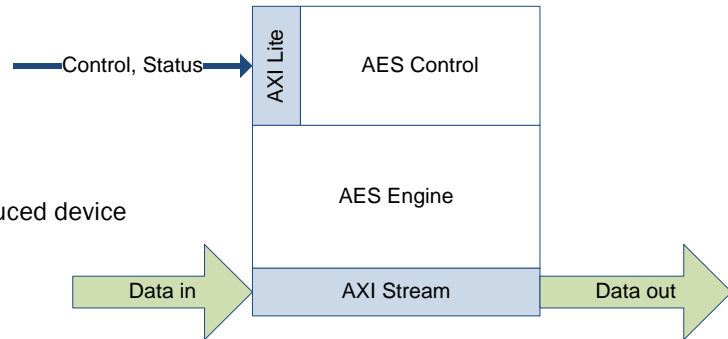 Control, Status
AXI Lite
AES Control
AES Engine
uced device
Data in
AXI Stream
Data out